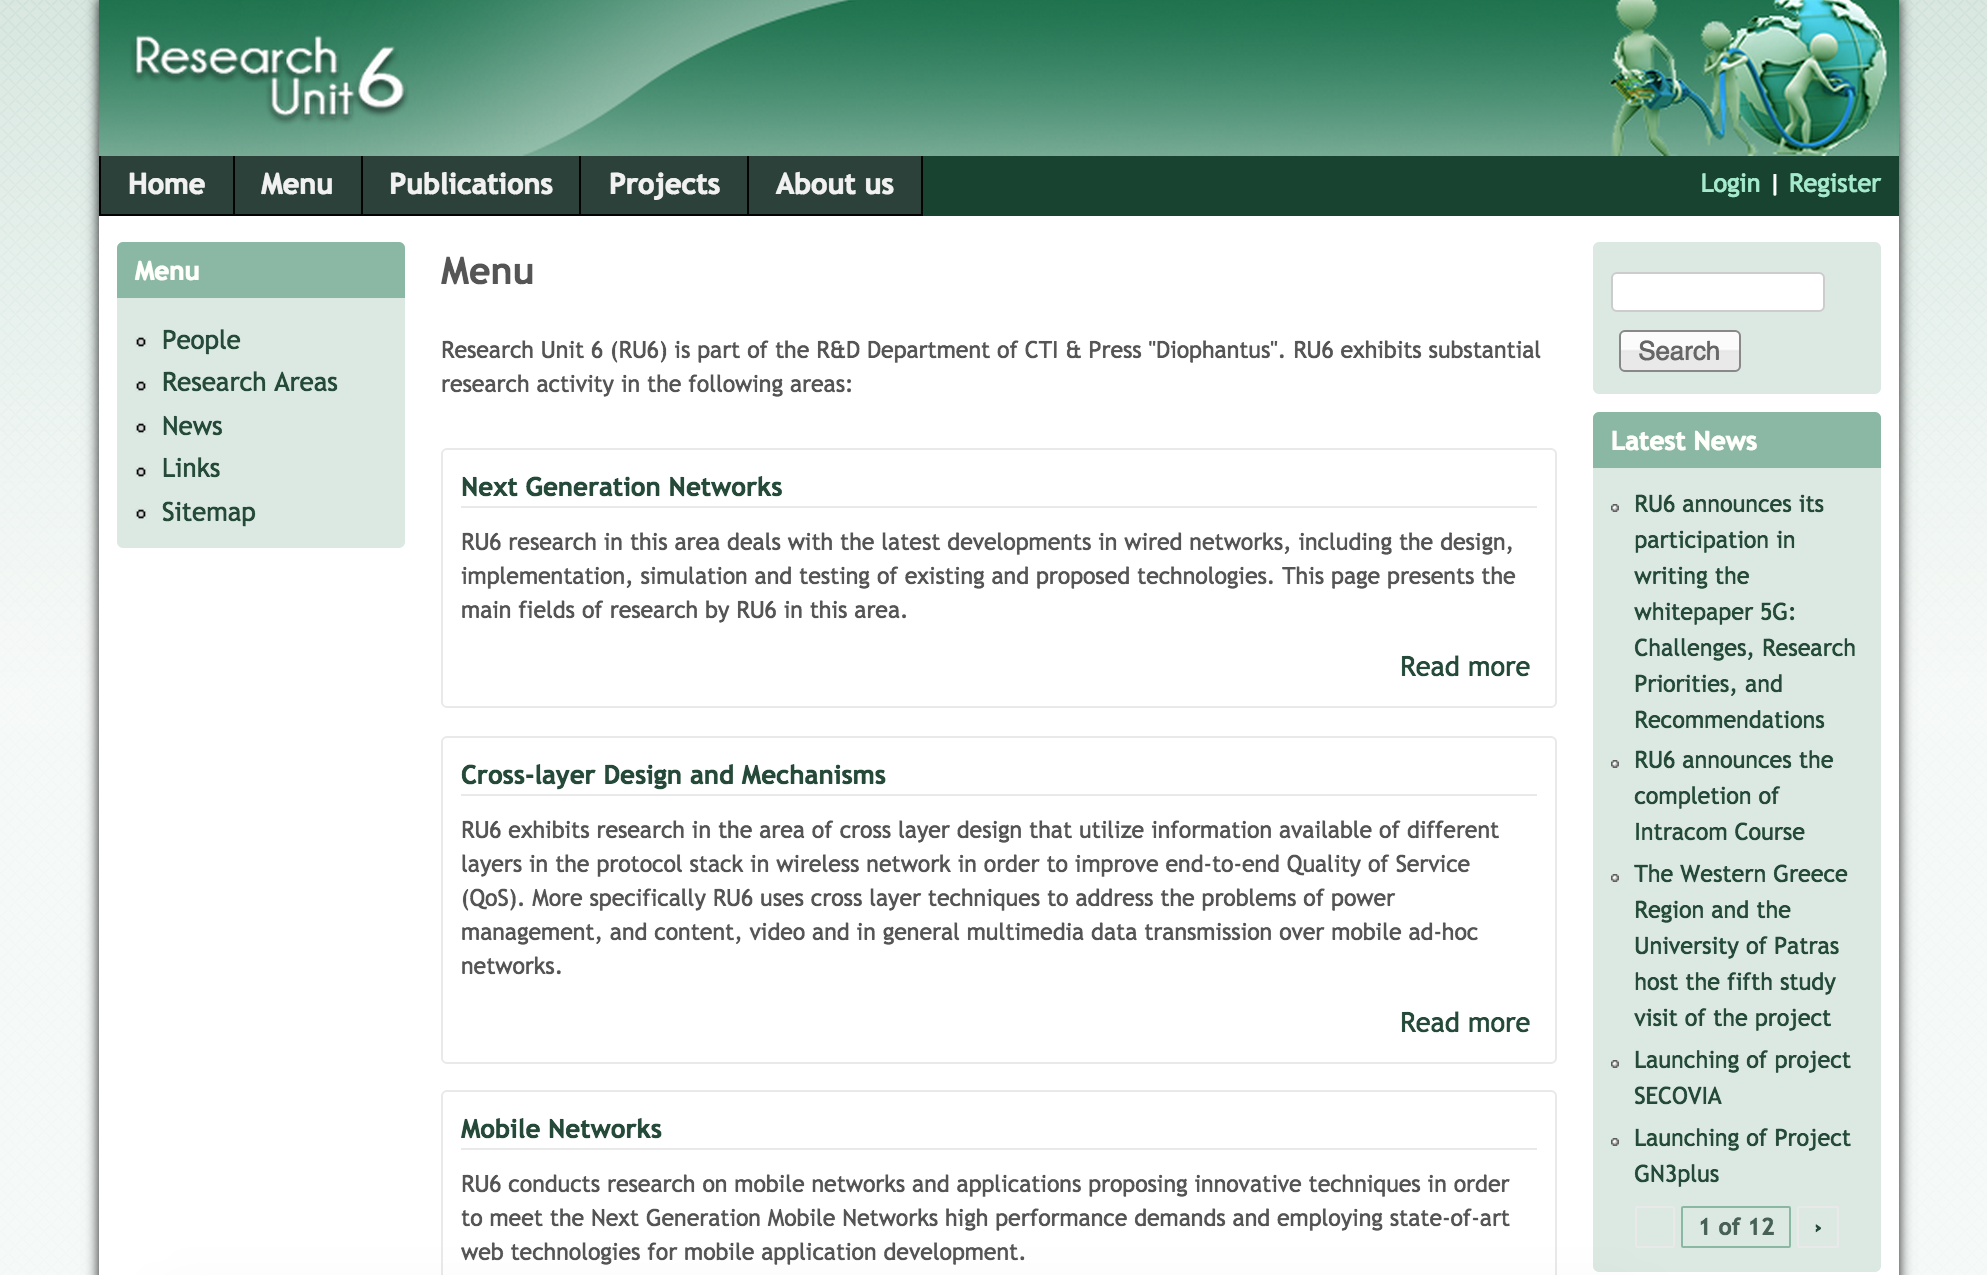 Research
Unit 6
Home Menu Publications Projects About us
Login | Register
Menu
People
Research Areas
News
Links
Sitemap
Menu
Research Unit 6 (RU6) is part of the R&D Department of CTI & Press "Diophantus". RU6 exhibits substantial
research activity in the following areas:
Next Generation Networks
RU6 research in this area deals with the latest developments in wired networks, including the design,
implementation, simulation and testing of existing and proposed technologies. This page presents the
main fields of research by RU6 in this area.
Read more
Cross-layer Design and Mechanisms
RU6 exhibits research in the area of cross layer design that utilize information available of different
layers in the protocol stack in wireless network in order to improve end-to-end Quality of Service
(QoS). More specifically RU6 uses cross layer techniques to address the problems of power
management, and content, video and in general multimedia data transmission over mobile ad-hoc
networks.
Read more
Mobile Networks
RU6 conducts research on mobile networks and applications proposing innovative techniques in order
to meet the Next Generation Mobile Networks high performance demands and employing state-of-art
web technologies for mobile application development.
Search
Latest News
RU6 announces its
participation in
writing the
whitepaper 5G:
Challenges, Research
Priorities, and
Recommendations
RU6 announces the
completion of
Intracom Course
The Western Greece
Region and the
University of Patras
host the fifth study
visit of the project
Launching of project
SECOVIA
Launching of Project
GN3plus
1 of 12 ›